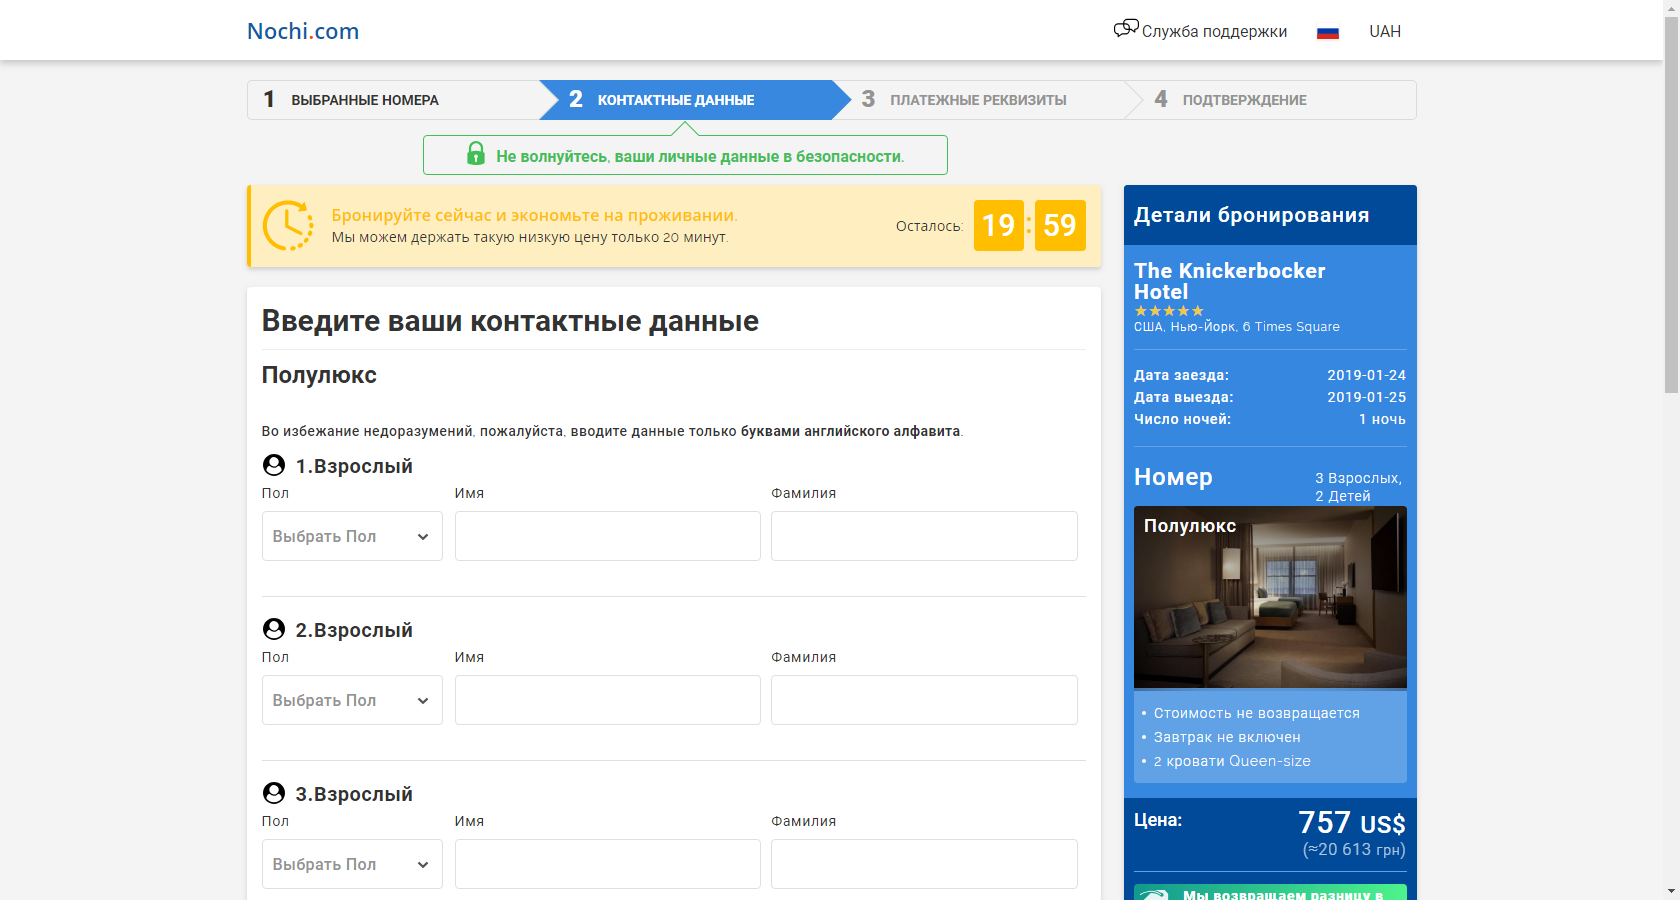 Nochi.com
Служба поддержки
UAH
1 ВЫБРАННЫЕ НОМЕРА
2 КОНТАКТНЫЕ ДАННЫЕ
3 ПЛАТЕЖНЫЕ РЕКВИЗИТЫ
4 ПОДТВЕРЖДЕНИЕ
Не волнуйтесь, ваши личные данные в безопасности.
Бронируйте сейчас и экономьте на проживании.
Мы можем держать такую низкую цену только 20 минут.
Осталось: 19 : 59
Введите ваши контактные данные
Полулюкс
Во избежание недоразумений, пожалуйста, вводите данные только буквами английского алфавита.
1.Взрослый
Пол Имя Фамилия
Выбрать Пол
2.Взрослый
Пол Имя Фамилия
Выбрать Пол
3.Взрослый
Пол Имя Фамилия
Выбрать Пол
Детали бронирования
The Knickerbocker
Hotel
США, Нью-Йорк, 6 Times Square
Дата заезда: 2019-01-24
Дата выезда: 2019-01-25
Число ночей: 1 ночь
Номер
3 Взрослых,
2 Детей
Полулюкс
• Стоимость не возвращается
• Завтрак не включен
• 2 кровати Queen-size
Цена: 757 US$
(≈20 613 грн)
Мы возвращаем разницу в